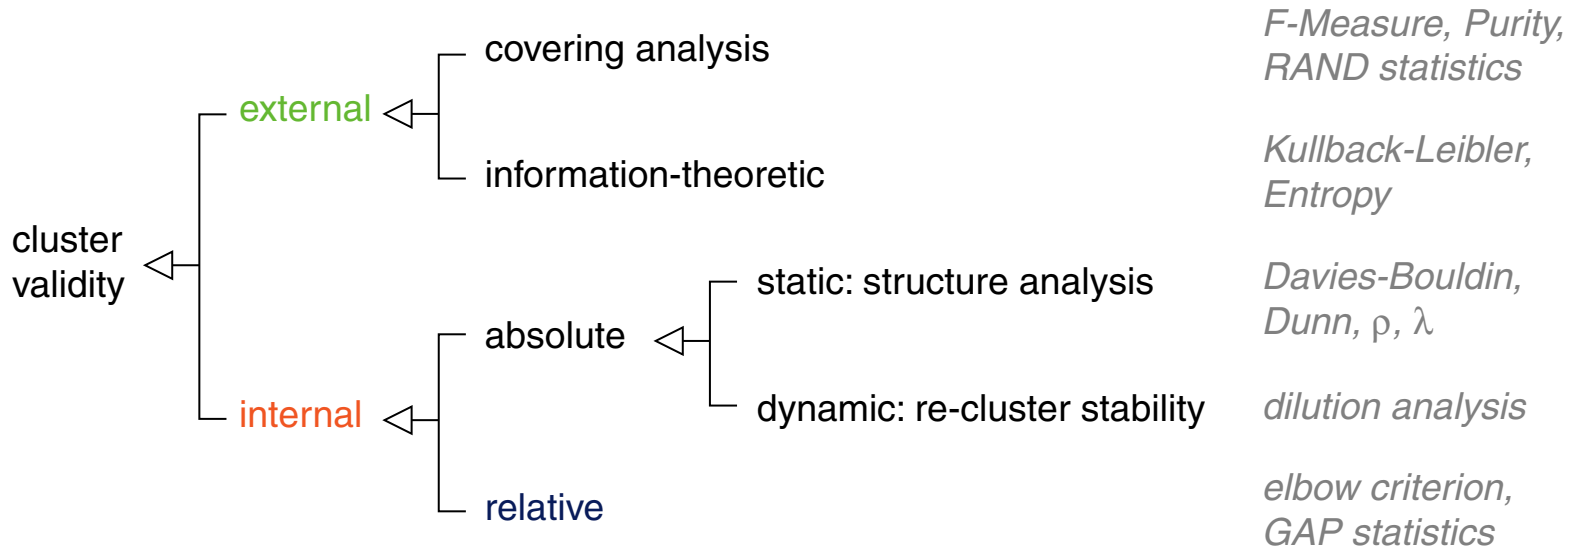 covering analysis
F-Measure, Purity,
RAND statistics
external
information-theoretic
Kullback-Leibler,
Entropy
cluster
validity
static: structure analysis
Davies-Bouldin,
Dunn, ρ, λ
absolute
dynamic: re-cluster stability
dilution analysis
internal
relative
elbow criterion,
GAP statistics